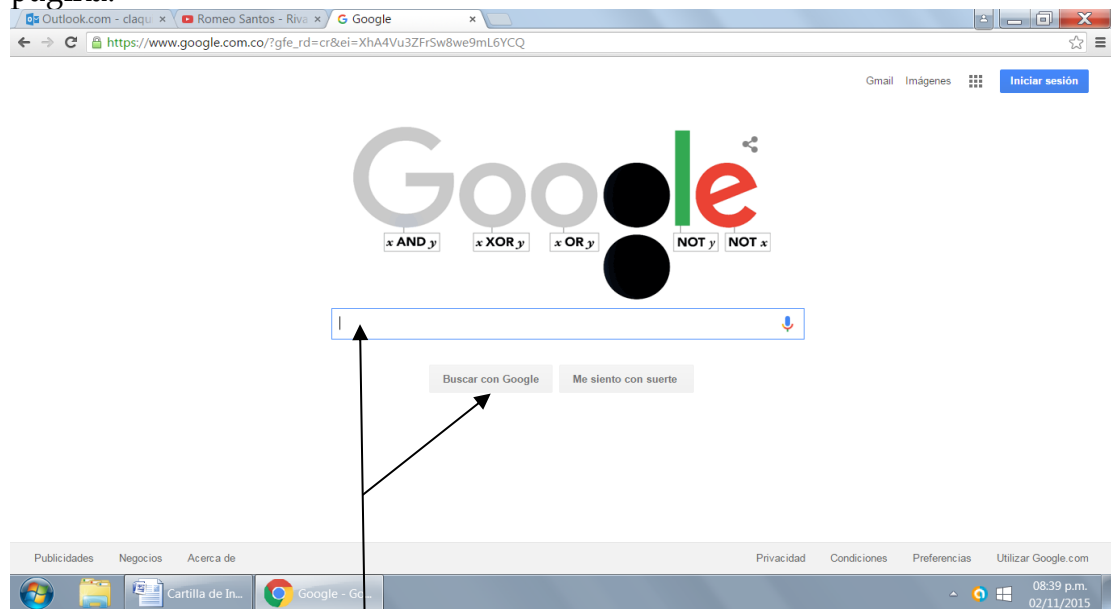 página.
Outlook.com - claqu
Romeo Santos - Riva
Google
https://www.google.com.co/?gfe_rd=cr&ei=XhA4Vu3ZFrSw8we9mL6YCQ
Gmail Imágenes Iniciar sesión
Google
x AND y x XOR y x OR y NOT y NOT x
Buscar con Google Me siento con suerte
Publicidades Negocios Acerca de Privacidad Condiciones Preferencias Utilizar Google.com
Cartilla de In... Google - Go... 08:39 p.m.
02/11/2015